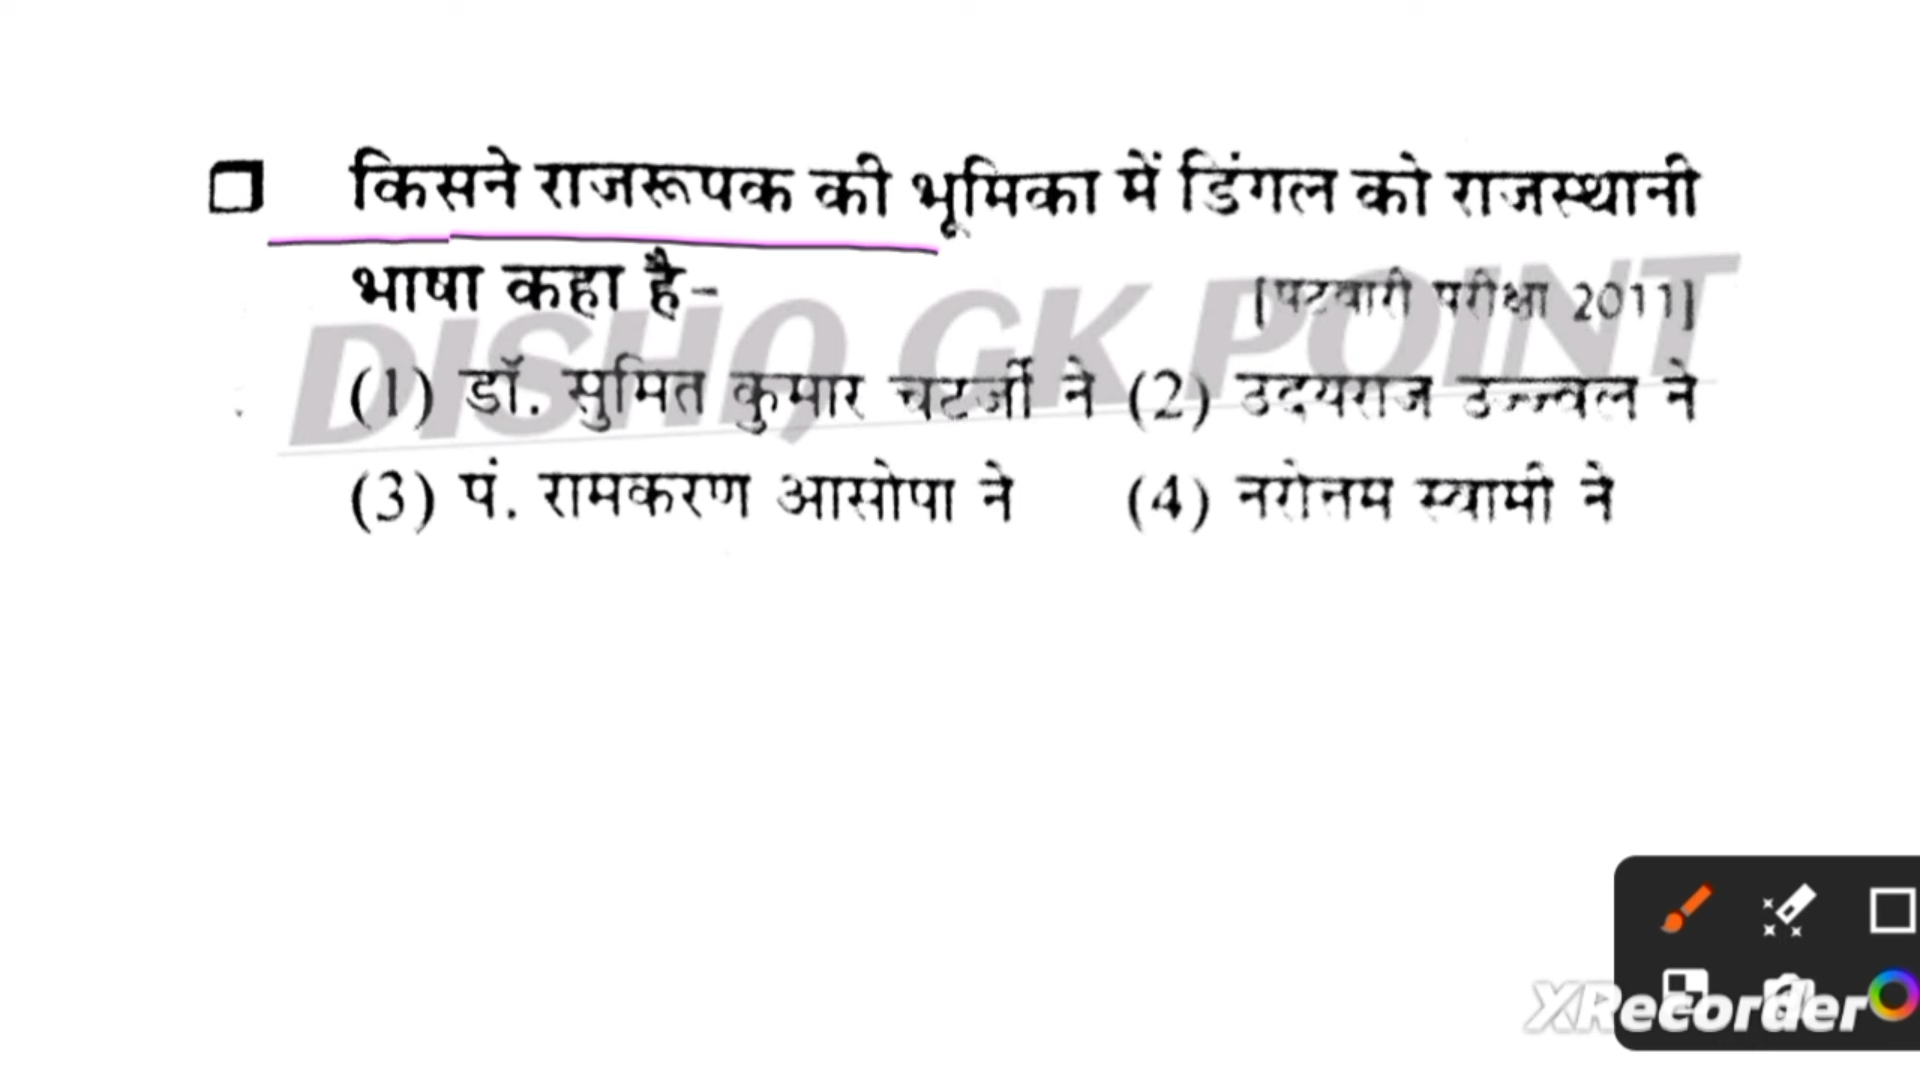 किसने राजरूपक की भूमिका में डिंगल को राजस्थानी
भाषा कहा है- [पटवारी परीक्षा 2011]
DISHQ GK POINT
(1) डॉ. सुमित कुमार चटर्जी ने (2) उदयराज उज्ज्वल ने
(3) पं. रामकरण आसोपा ने (4) नरोतम स्वामी ने
XRecorder